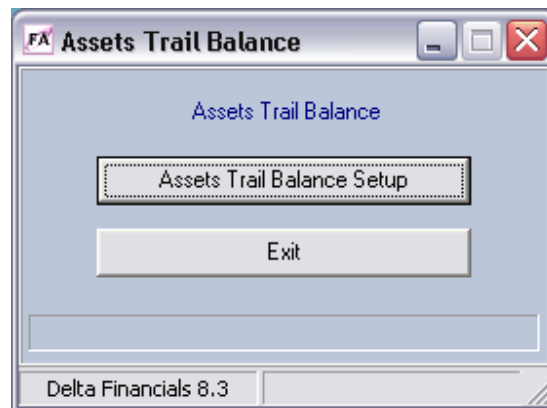 FA Assets Trail Balance
Assets Trail Balance
Assets Trail Balance Setup
Exit
Delta Financials 8.3